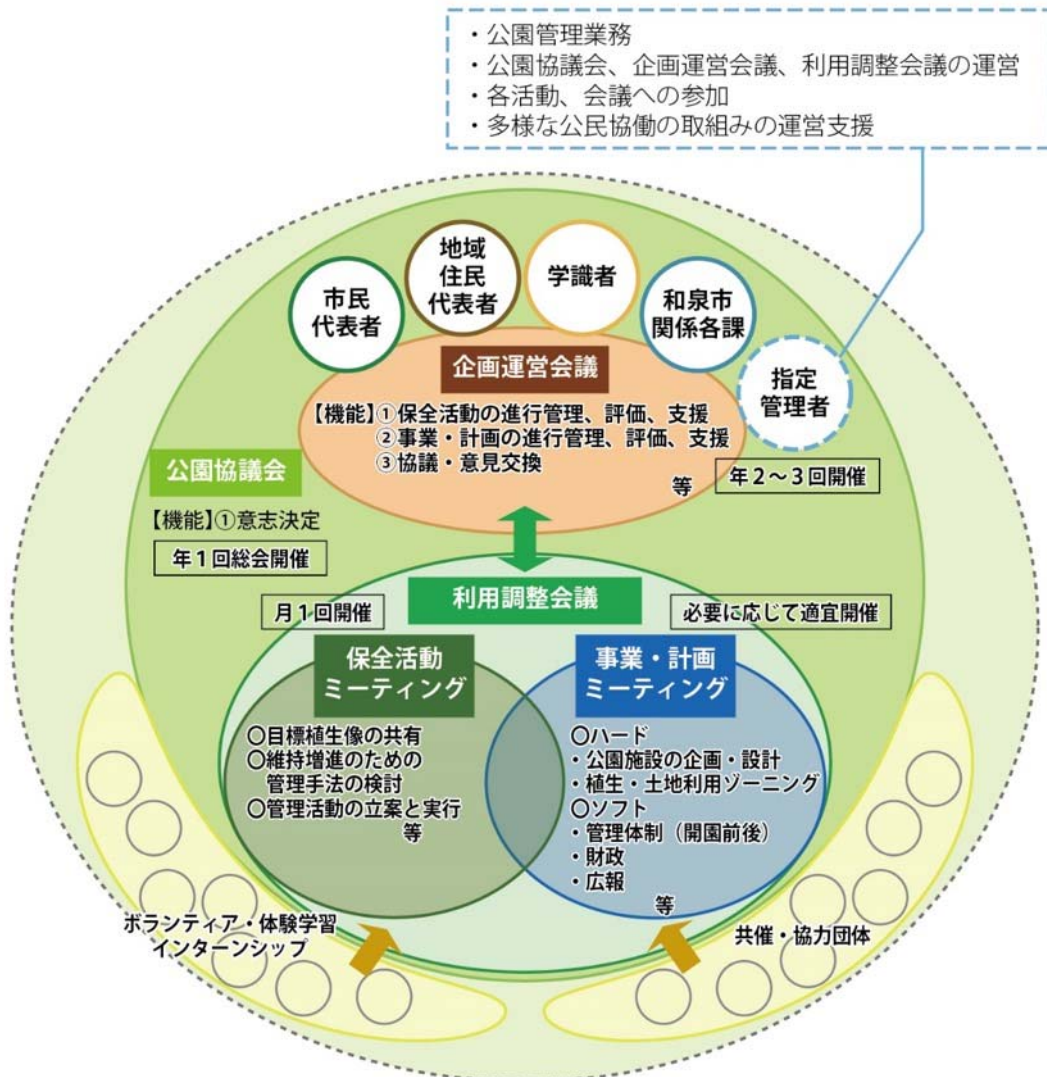 ・公園管理業務
・公園協議会、企画運営会議、利用調整会議の運営
・各活動、会議への参加
・多様な公民協働の取組みの運営支援
市民
代表者
地域
住民
代表者
学識者
和泉市
関係各課
指定
管理者
企画運営会議
【機能】①保全活動の進行管理、評価、支援
②事業・計画の進行管理、評価、支援
③協議・意見交換
等
年2～3回開催
公園協議会
【機能】①意志決定
年1回総会開催
利用調整会議
月1回開催
必要に応じて適宜開催
保全活動
ミーティング
〇目標植生像の共有
〇維持増進のための
管理手法の検討
〇管理活動の立案と実行
等
事業・計画
ミーティング
〇ハード
・公園施設の企画・設計
・植生・土地利用ゾーニング
〇ソフト
・管理体制（開園前後）
・財政
・広報
等
ボランティア・体験学習
インターンシップ
共催・協力団体